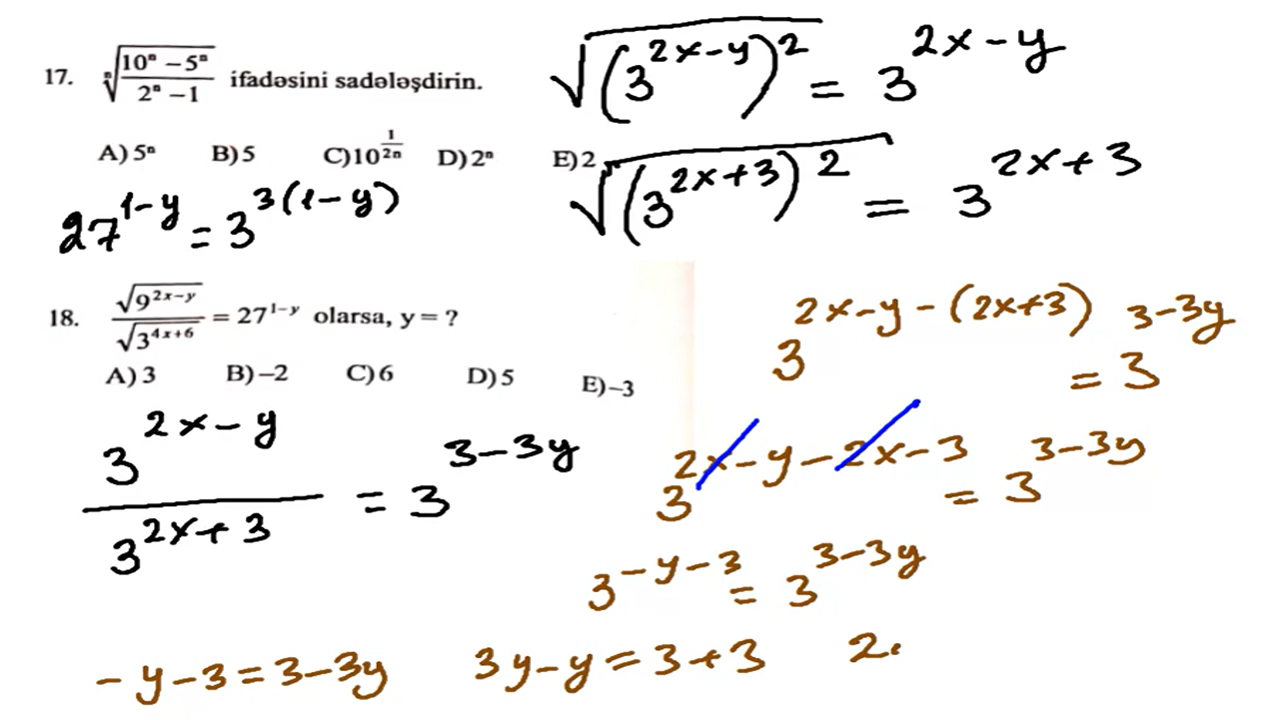 17. ⁿ√((10ⁿ − 5ⁿ)/(2ⁿ − 1)) ifadəsini sadələşdirin.
A) 5ⁿ B) 5 C) 10^(1/2n) D) 2ⁿ E) 2
√((3^(2x−y))²) = 3^(2x−y)
√((3^(2x+3))²) = 3^(2x+3)
27^(1−y) = 3^(3(1−y))
18. √(9^(2x−y))/√(3^(4x+6)) = 27^(1−y) olarsa, y = ?
A) 3 B) −2 C) 6 D) 5 E) −3
3^(2x−y)/3^(2x+3) = 3^(3−3y)
3^(2x−y−(2x+3)) = 3^(3−3y)
3^(2x−y−2x−3) = 3^(3−3y)
3^(−y−3) = 3^(3−3y)
−y−3=3−3y 3y−y=3+3 2